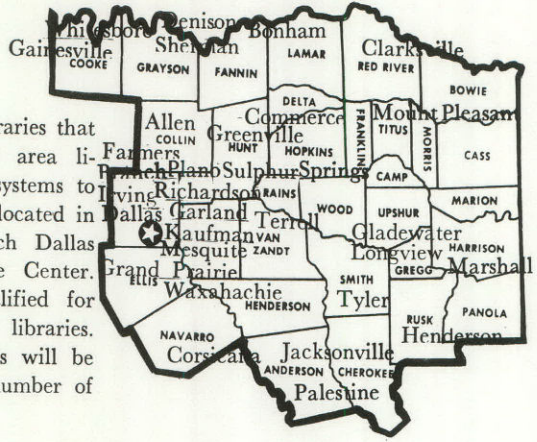 Whitesboro Denison Bonham
Gainesville Sherman LAMAR Clarksville
COOKE GRAYSON FANNIN RED RIVER
BOWIE
DELTA
Allen Commerce Mount Pleasant
COLLIN Greenville FRANKLIN TITUS MORRIS
raries that HUNT HOPKINS CASS
area li- Farmers
Branch Plano Sulphur Springs CAMP
systems to Irving Richardson RAINS MARION
located in Dallas Garland Terrell WOOD UPSHUR
ch Dallas Kaufman VAN Gladewater
e Center. Mesquite ZANDT Longview HARRISON
Grand Prairie GREGG Marshall
lified for ELLIS SMITH
Waxahachie
libraries. HENDERSON Tyler RUSK PANOLA
s will be NAVARRO Henderson
umber of Corsicana Jacksonville
ANDERSON CHEROKEE
Palestine